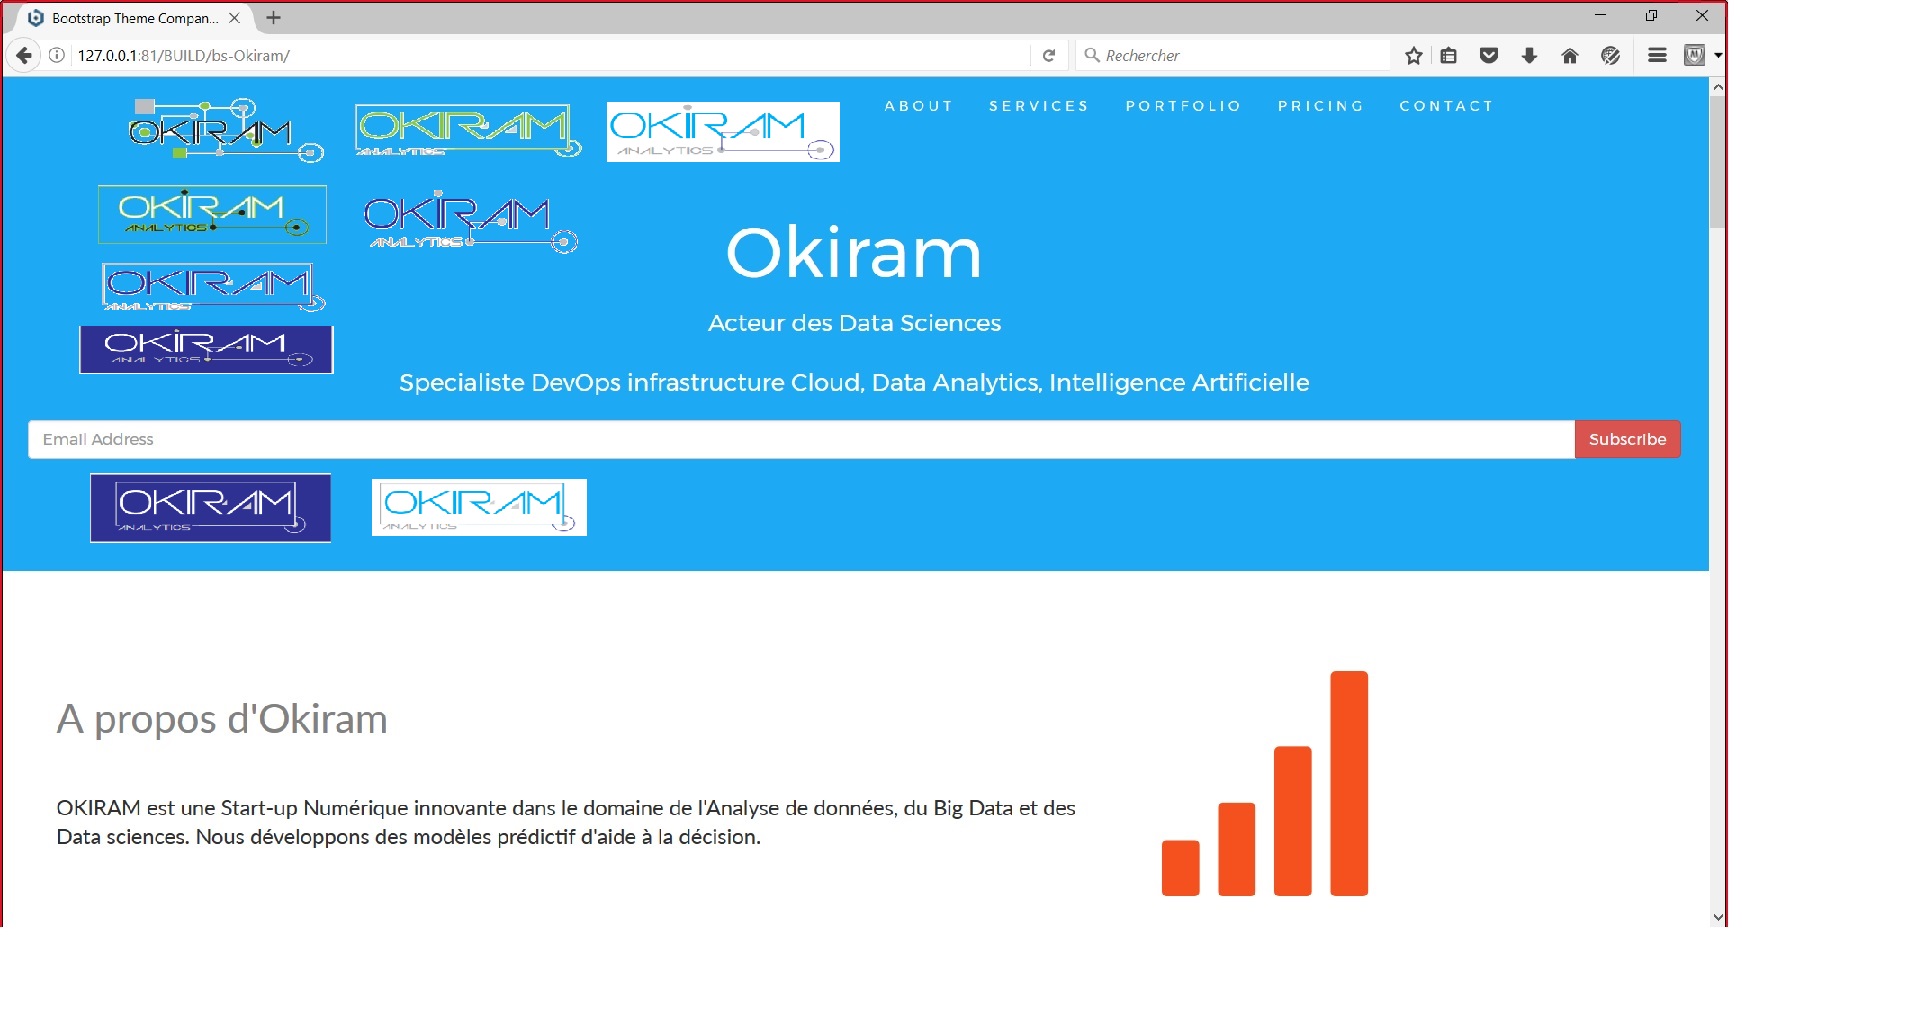 Bootstrap Theme Compan...
127.0.0.1:81/BUILD/bs-Okiram/
Rechercher
ABOUT SERVICES PORTFOLIO PRICING CONTACT
OKIRAM
OKIRAM
ANALYTICS
OKIRAM
ANALYTICS
OKIRAM
ANALYTICS
OKIRAM
ANALYTICS
OKIRAM
ANALYTICS
OKIRAM
ANALYTICS
Okiram
Acteur des Data Sciences
Specialiste DevOps infrastructure Cloud, Data Analytics, Intelligence Artificielle
Email Address
Subscribe
OKIRAM
ANALYTICS
OKIRAM
ANALYTICS
A propos d'Okiram
OKIRAM est une Start-up Numérique innovante dans le domaine de l'Analyse de données, du Big Data et des
Data sciences. Nous développons des modèles prédictif d'aide à la décision.